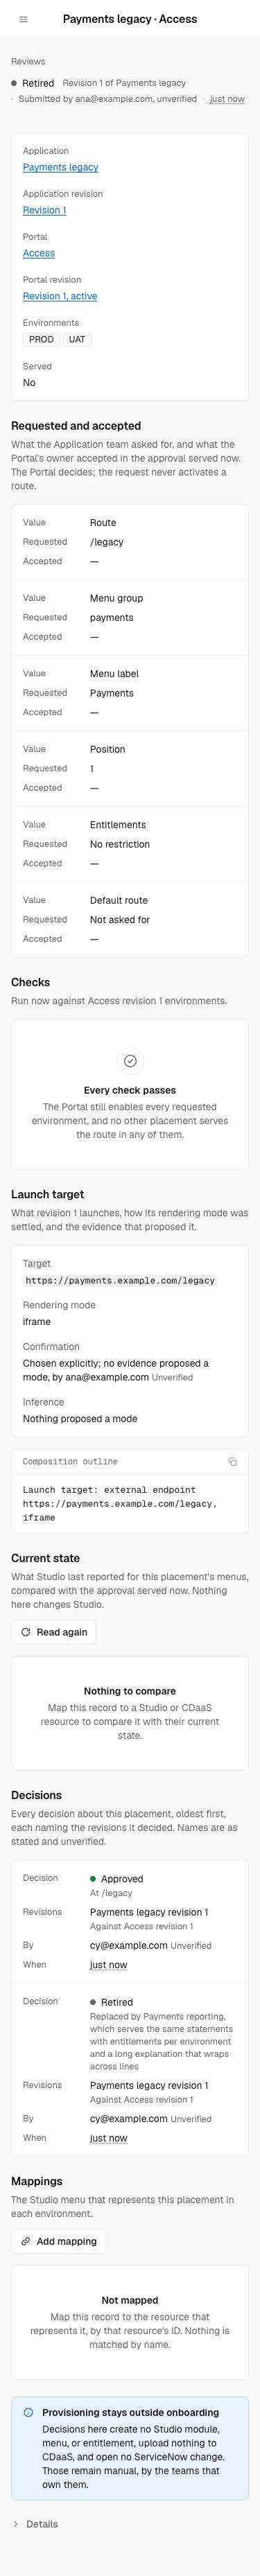 Payments legacy · Access
Reviews
Retired Revision 1 of Payments legacy
· Submitted by ana@example.com, unverified · just now
Application
Payments legacy
Application revision
Revision 1
Portal
Access
Portal revision
Revision 1, active
Environments
PROD UAT
Served
No
Requested and accepted
What the Application team asked for, and what the
Portal's owner accepted in the approval served now.
The Portal decides; the request never activates a
route.
Value Route
Requested /legacy
Accepted —
Value Menu group
Requested payments
Accepted —
Value Menu label
Requested Payments
Accepted —
Value Position
Requested 1
Accepted —
Value Entitlements
Requested No restriction
Accepted —
Value Default route
Requested Not asked for
Accepted —
Checks
Run now against Access revision 1 environments.
Every check passes
The Portal still enables every requested
environment, and no other placement serves
the route in any of them.
Launch target
What revision 1 launches, how its rendering mode was
settled, and the evidence that proposed it.
Target
https://payments.example.com/legacy
Rendering mode
iframe
Confirmation
Chosen explicitly; no evidence proposed a
mode, by ana@example.com Unverified
Inference
Nothing proposed a mode
Composition outline
Launch target: external endpoint
https://payments.example.com/legacy,
iframe
Current state
What Studio last reported for this placement's menus,
compared with the approval served now. Nothing
here changes Studio.
Read again
Nothing to compare
Map this record to a Studio or CDaaS
resource to compare it with their current
state.
Decisions
Every decision about this placement, oldest first,
each naming the revisions it decided. Names are as
stated and unverified.
Decision Approved
At /legacy
Revisions Payments legacy revision 1
Against Access revision 1
By cy@example.com Unverified
When just now
Decision Retired
Replaced by Payments reporting,
which serves the same statements
with entitlements per environment
and a long explanation that wraps
across lines
Revisions Payments legacy revision 1
Against Access revision 1
By cy@example.com Unverified
When just now
Mappings
The Studio menu that represents this placement in
each environment.
Add mapping
Not mapped
Map this record to the resource that
represents it, by that resource's ID. Nothing is
matched by name.
Provisioning stays outside onboarding
Decisions here create no Studio module,
menu, or entitlement, upload nothing to
CDaaS, and open no ServiceNow change.
Those remain manual, by the teams that
own them.
Details